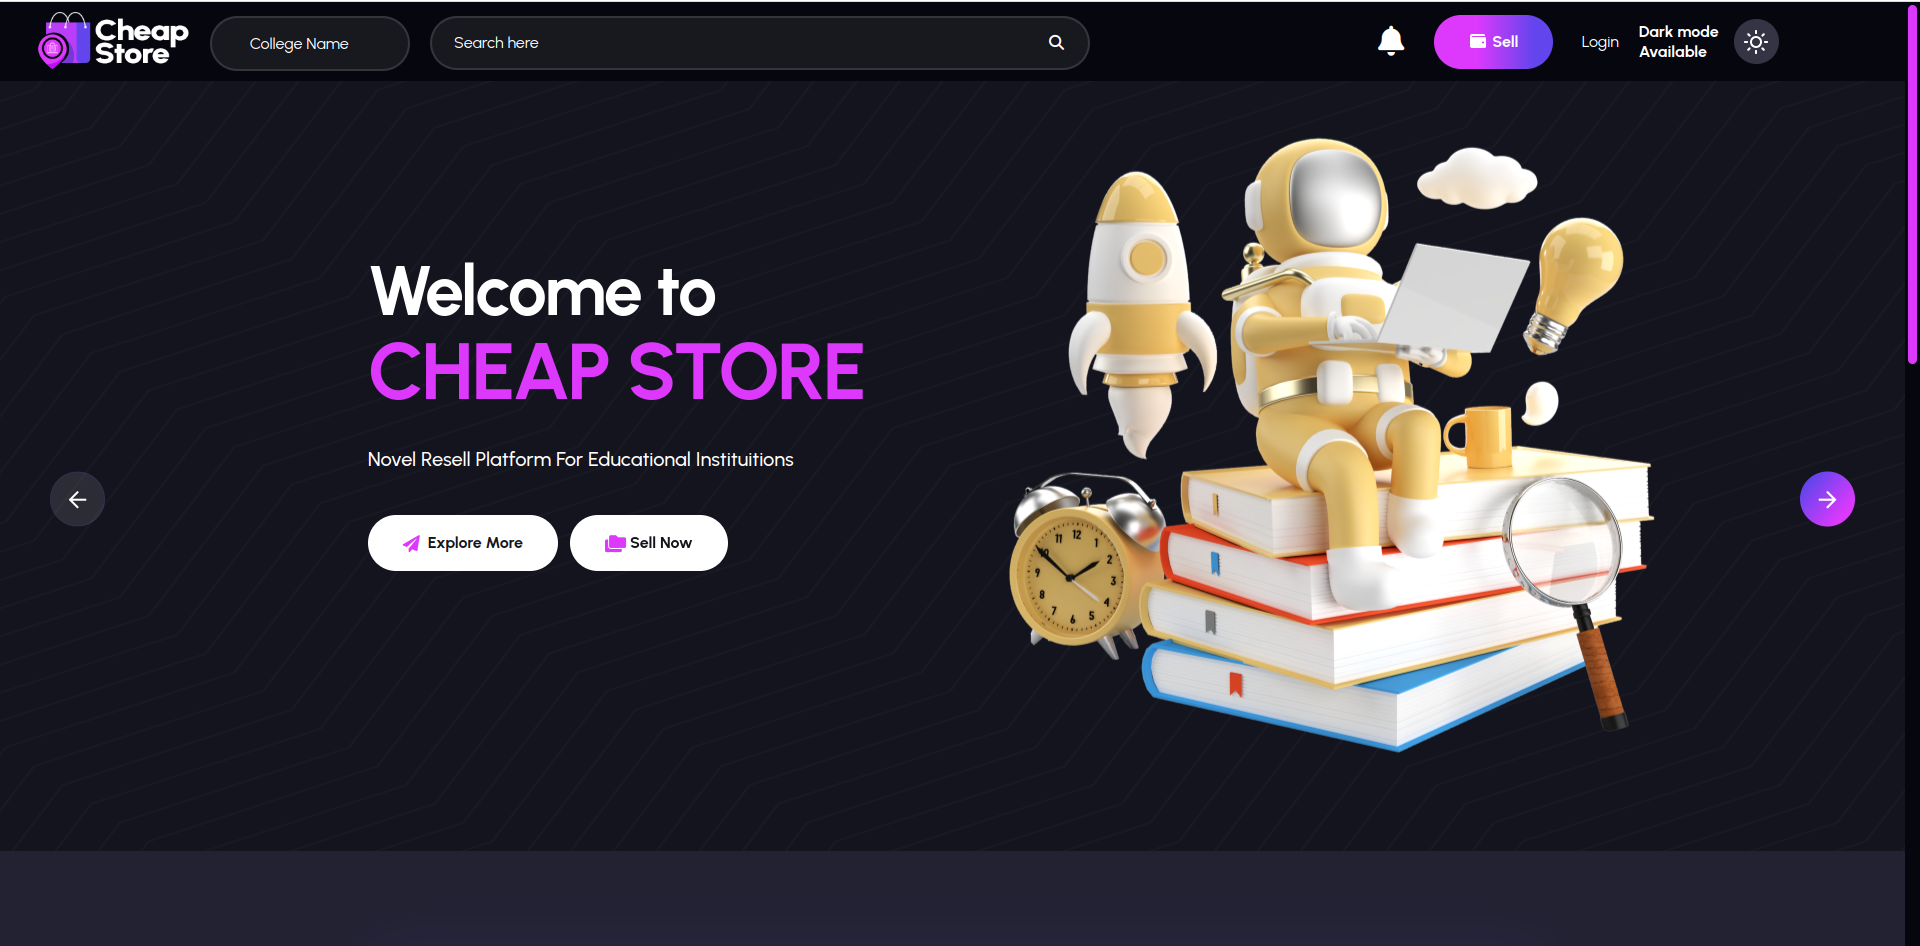 Cheap
Store
College Name
Search here
Sell
Login
Dark mode
Available
Welcome to
CHEAP STORE
Novel Resell Platform For Educational Instituitions
Explore More
Sell Now
12
1
2
3
4
5
6
7
8
9
10
11